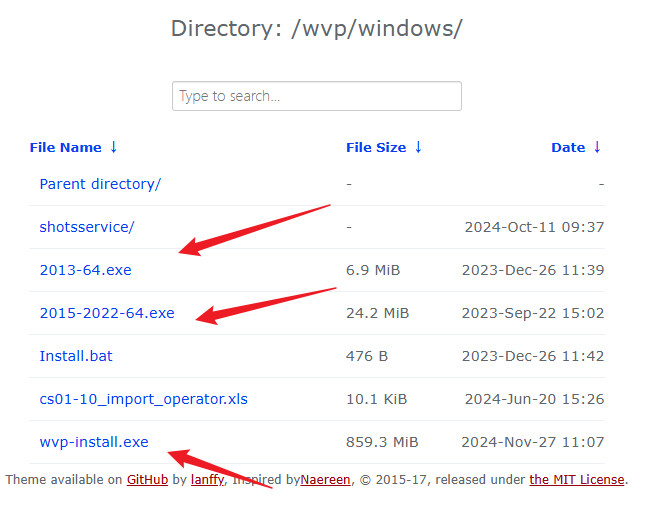 Directory: /wvp/windows/
Type to search...
File Name ↓ File Size ↓ Date ↓
Parent directory/ - -
shotsservice/ - 2024-Oct-11 09:37
2013-64.exe 6.9 MiB 2023-Dec-26 11:39
2015-2022-64.exe 24.2 MiB 2023-Sep-22 15:02
Install.bat 476 B 2023-Dec-26 11:42
cs01-10_import_operator.xls 10.1 KiB 2024-Jun-20 15:26
wvp-install.exe 859.3 MiB 2024-Nov-27 11:07
Theme available on GitHub by lanffy, Inspired byNaereen, © 2015-17, released under the MIT License.